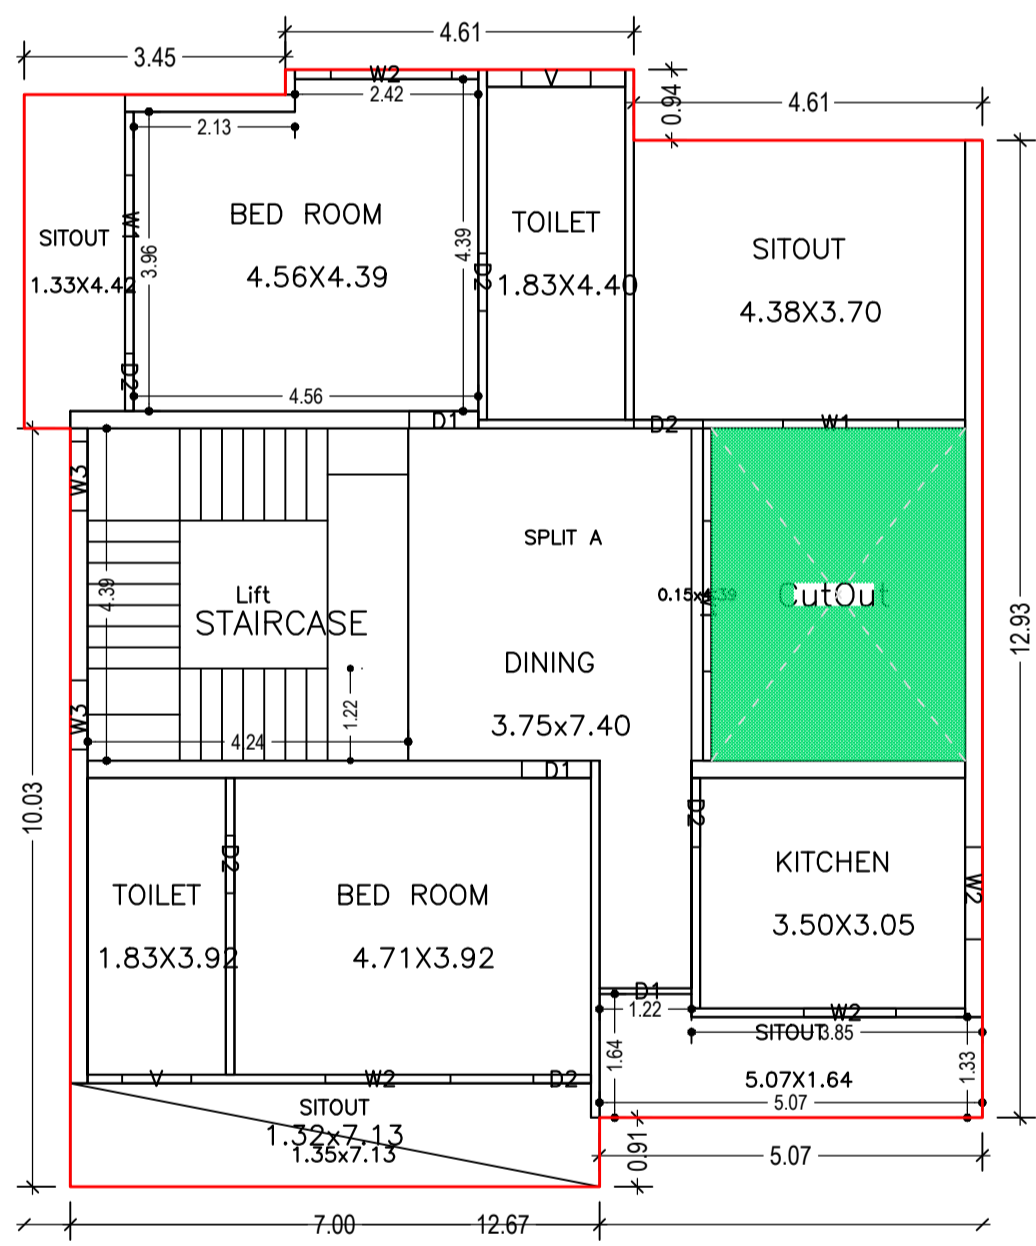 4.61
3.45
W2
V
2.42
0.94
4.61
2.13
BED ROOM
4.56X4.39
TOILET
1.83X4.40
SITOUT
4.38X3.70
SITOUT
1.33X4.42
W1
3.96
4.39
D2
D2
4.56
D1
D2
W1
W3
SPLIT A
4.39
Lift
STAIRCASE
0.15x4.39
CutOut
12.93
DINING
3.75x7.40
W3
1.22
4.24
D1
10.03
D2
D2
TOILET
1.83X3.92
BED ROOM
4.71X3.92
KITCHEN
3.50X3.05
W2
D1
1.22
W2
SITOUT
3.85
1.64
1.33
V
W2
D2
5.07X1.64
5.07
SITOUT
1.32x7.13
1.35x7.13
0.91
5.07
7.00
12.67